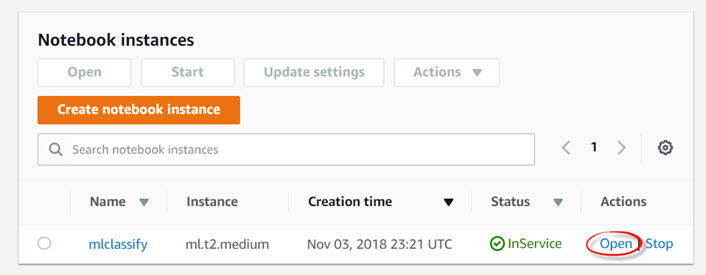 Notebook instances
Open Start Update settings Actions
Create notebook instance
Search notebook instances 1
Name Instance Creation time Status Actions
mlclassify ml.t2.medium Nov 03, 2018 23:21 UTC InService Open Stop